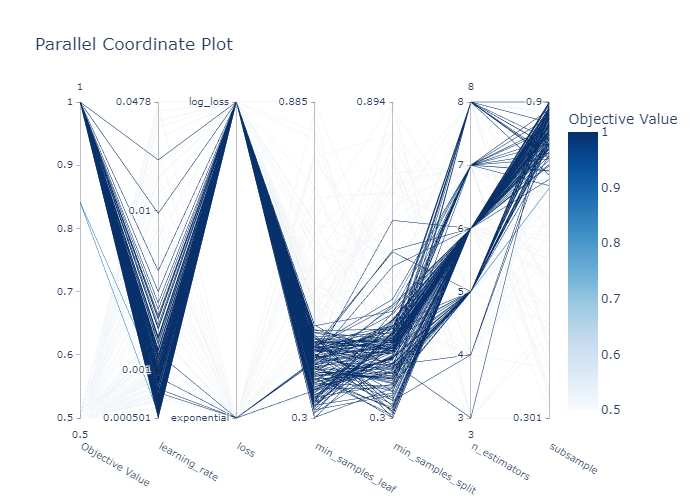 Parallel Coordinate Plot
1
8
1
0.0478
log_loss
0.885
0.894
8
0.9
Objective Value
1
0.9
7
0.9
0.01
0.8
6
0.8
0.7
5
0.7
0.6
0.001
4
0.6
0.5
0.000501
exponential
0.3
0.3
3
0.301
0.5
0.5
3
Objective Value
learning_rate
loss
min_samples_leaf
min_samples_split
n_estimators
subsample